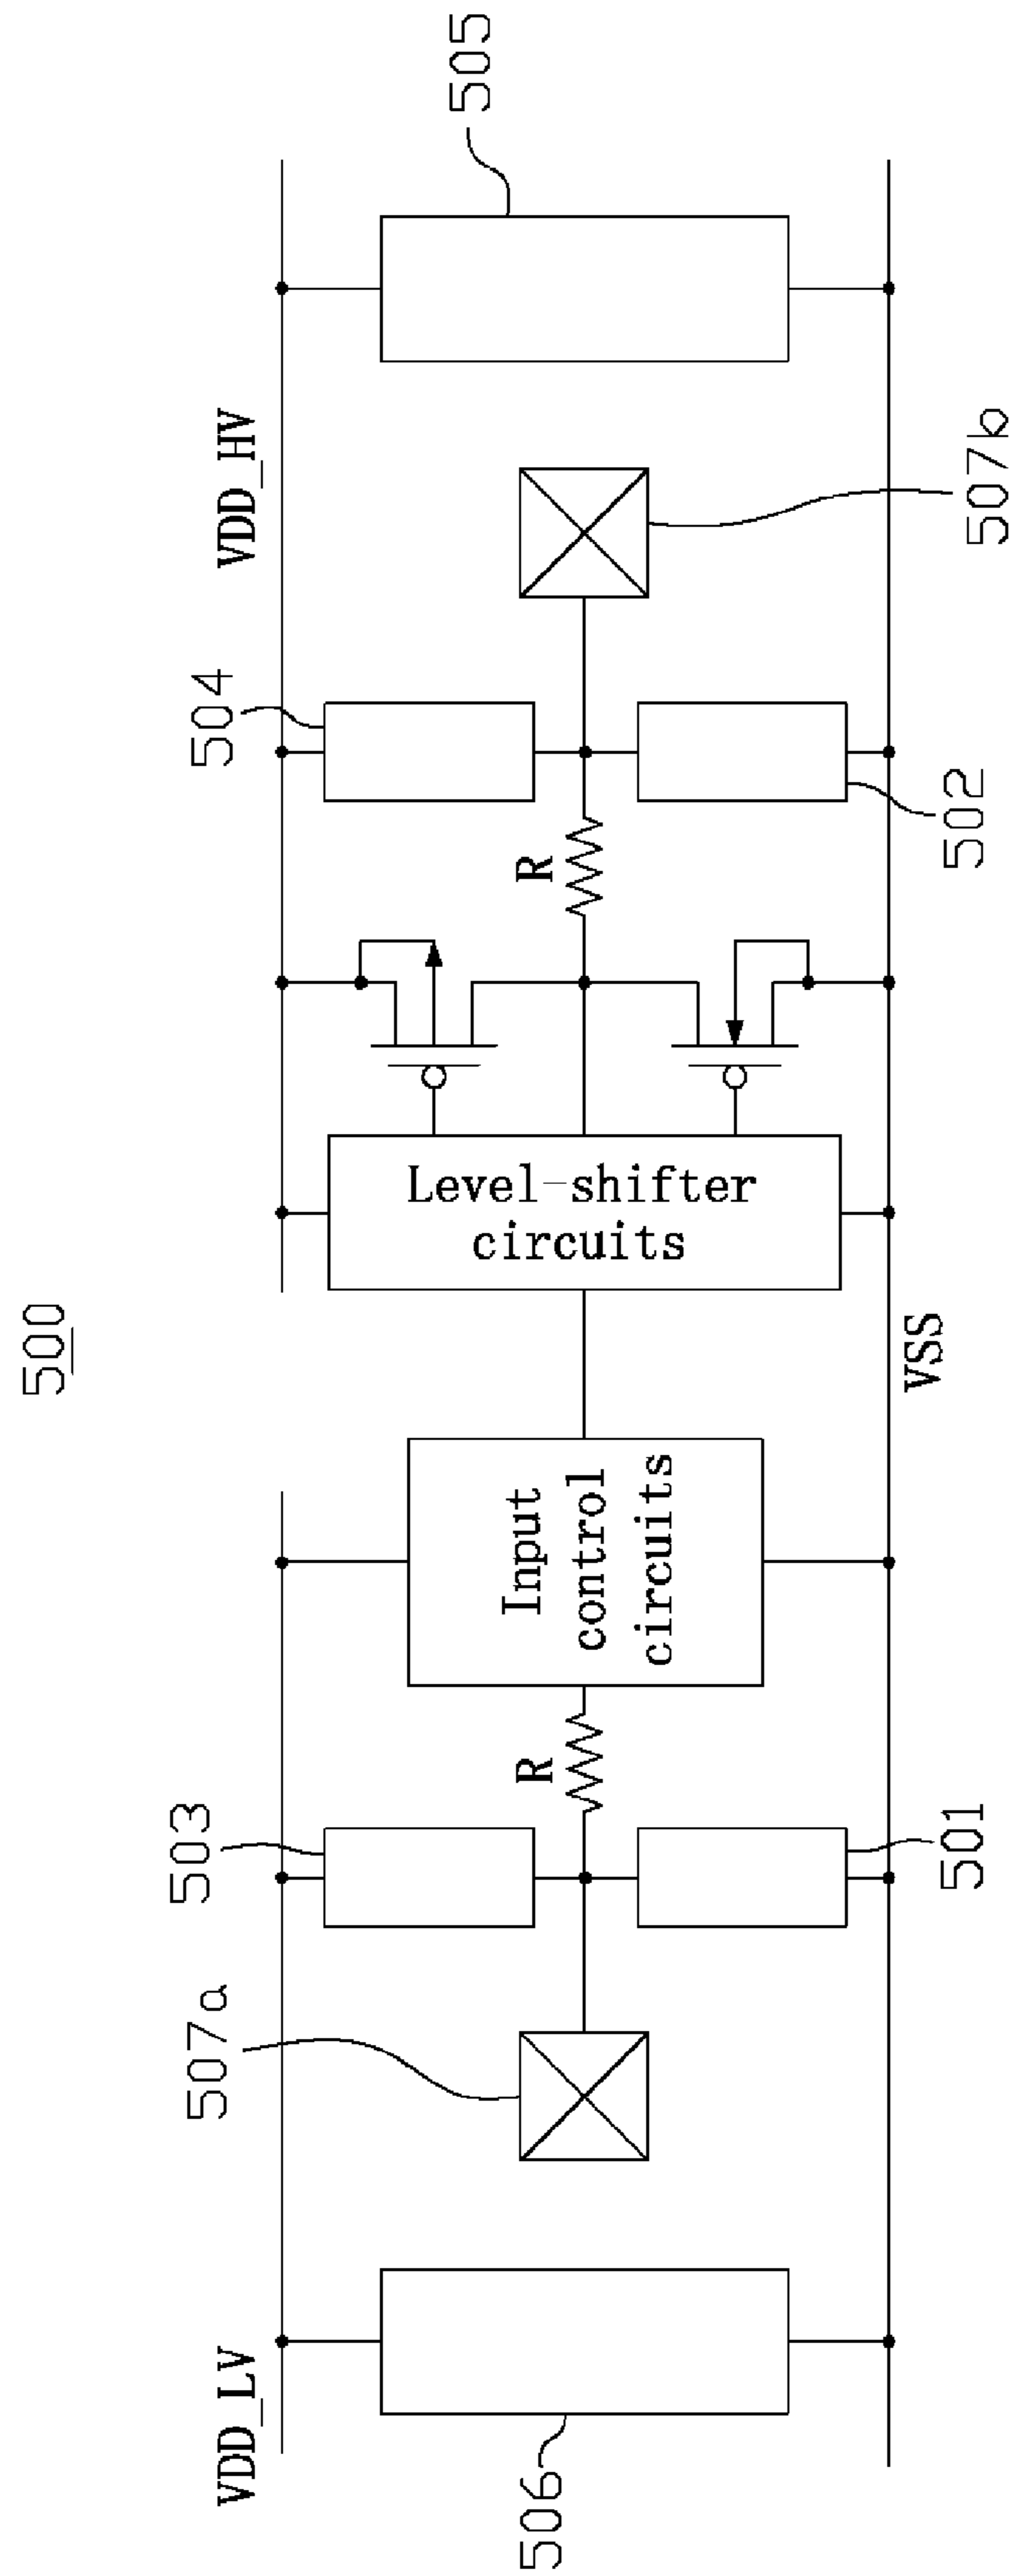 500
VDD_LV
VDD_HV
506
507a
503
R
501
Input
control
circuits
Level-shifter
circuits
VSS
R
504
502
507b
505